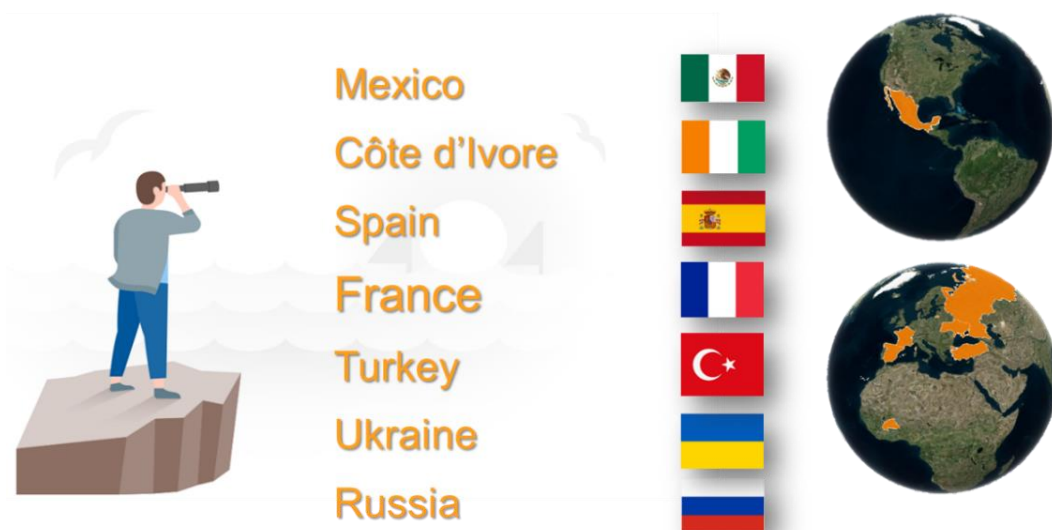 Mexico
Côte d’Ivore
Spain
France
Turkey
Ukraine
Russia